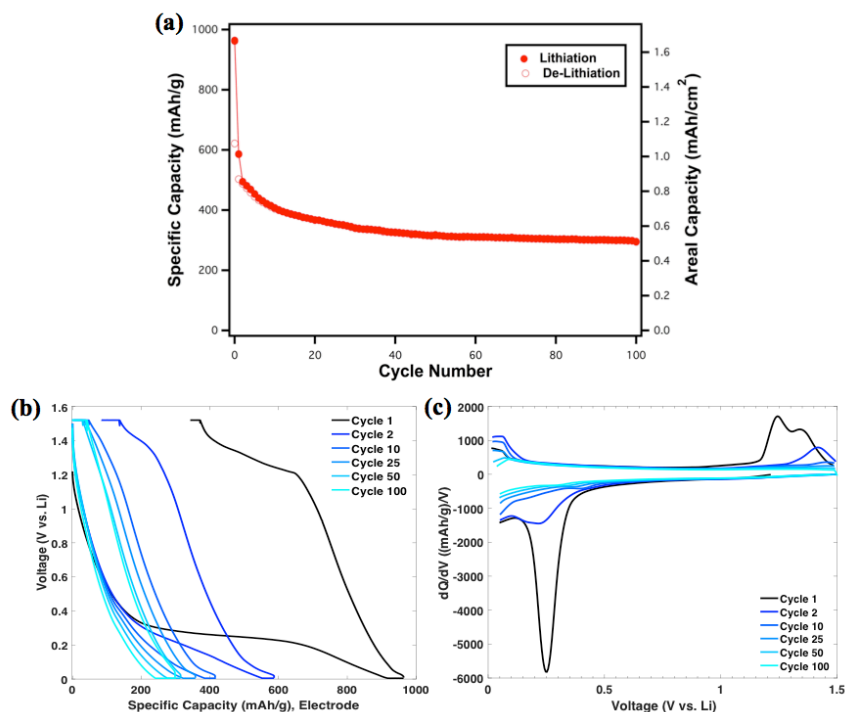 (a)
1000
800
600
400
200
0
Specific Capacity (mAh/g)
Lithiation
De-Lithiation
1.6
1.4
1.2
1.0
0.8
0.6
0.4
0.2
0.0
Areal Capacity (mAh/cm²)
0 20 40 60 80 100
Cycle Number
(b)
1.6
1.4
1.2
1
0.8
0.6
0.4
0.2
0
Voltage (V vs. Li)
Cycle 1
Cycle 2
Cycle 10
Cycle 25
Cycle 50
Cycle 100
0 200 400 600 800 1000
Specific Capacity (mAh/g), Electrode
(c)
2000
1000
0
-1000
-2000
-3000
-4000
-5000
-6000
dQ/dV ((mAh/g)/V)
Cycle 1
Cycle 2
Cycle 10
Cycle 25
Cycle 50
Cycle 100
0 0.5 1 1.5
Voltage (V vs. Li)